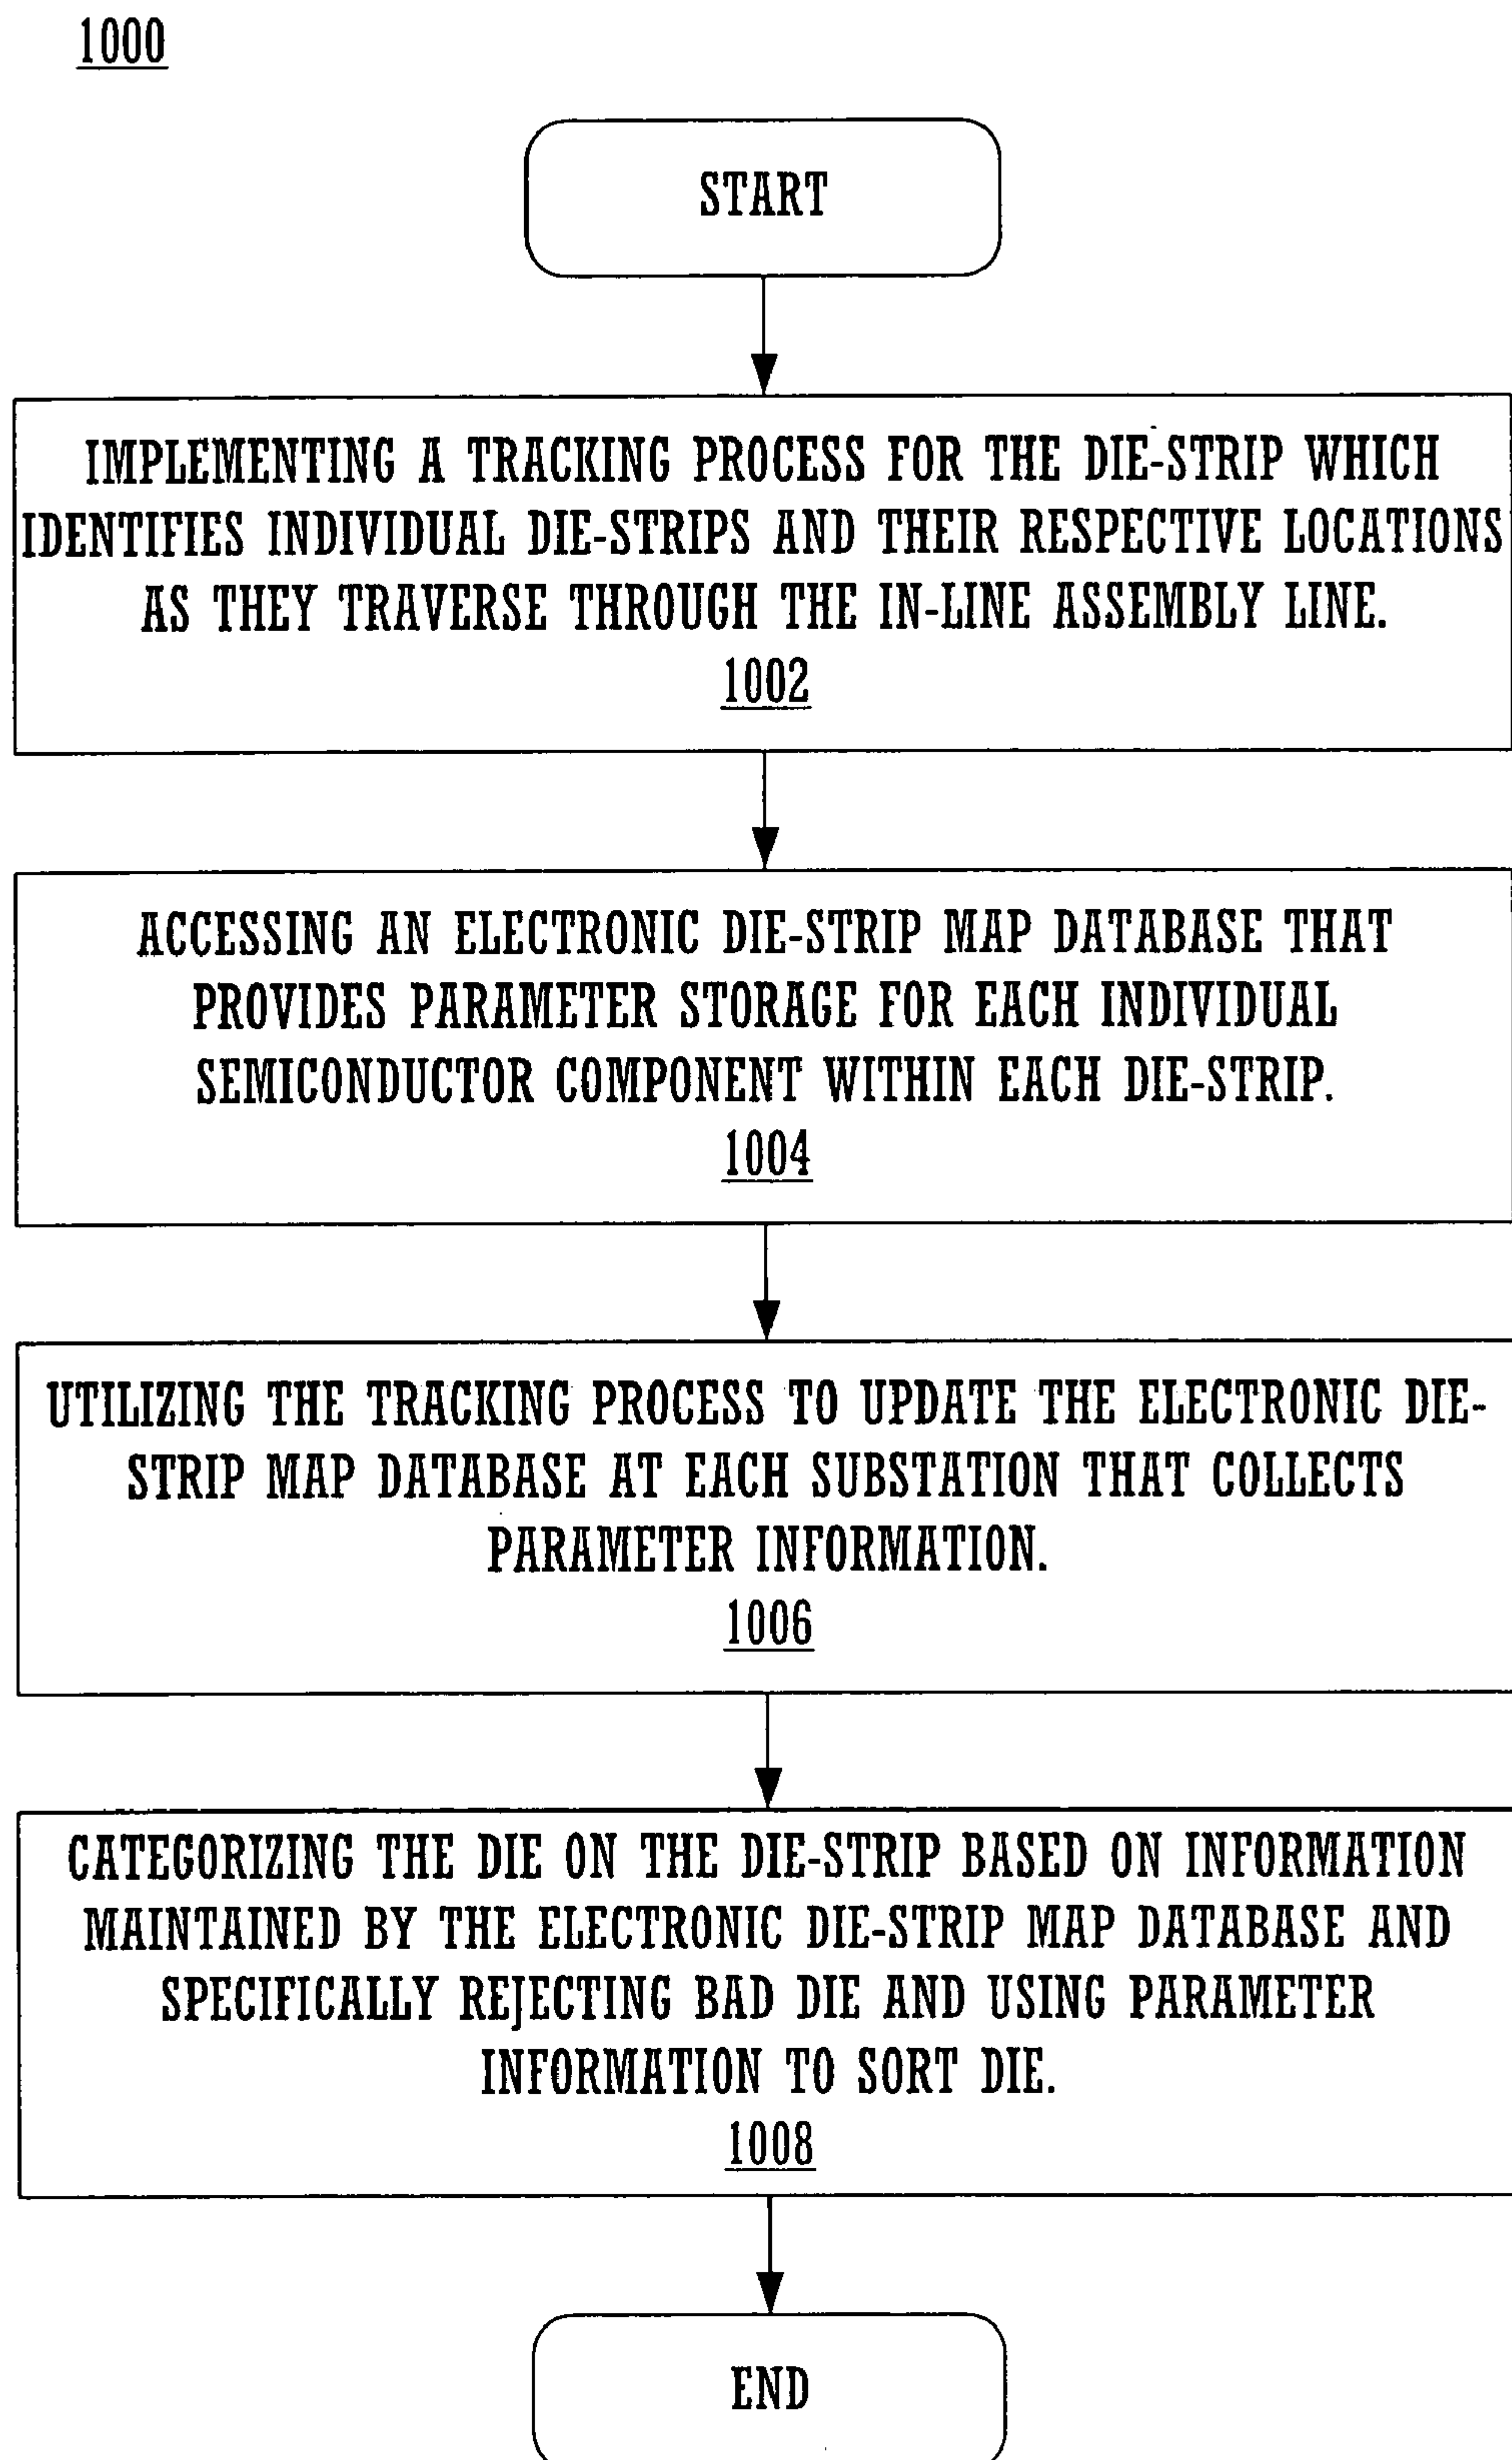 1000
START
IMPLEMENTING A TRACKING PROCESS FOR THE DIE-STRIP WHICH
IDENTIFIES INDIVIDUAL DIE-STRIPS AND THEIR RESPECTIVE LOCATIONS
AS THEY TRAVERSE THROUGH THE IN-LINE ASSEMBLY LINE.
1002
ACCESSING AN ELECTRONIC DIE-STRIP MAP DATABASE THAT
PROVIDES PARAMETER STORAGE FOR EACH INDIVIDUAL
SEMICONDUCTOR COMPONENT WITHIN EACH DIE-STRIP.
1004
UTILIZING THE TRACKING PROCESS TO UPDATE THE ELECTRONIC DIE-
STRIP MAP DATABASE AT EACH SUBSTATION THAT COLLECTS
PARAMETER INFORMATION.
1006
CATEGORIZING THE DIE ON THE DIE-STRIP BASED ON INFORMATION
MAINTAINED BY THE ELECTRONIC DIE-STRIP MAP DATABASE AND
SPECIFICALLY REJECTING BAD DIE AND USING PARAMETER
INFORMATION TO SORT DIE.
1008
END